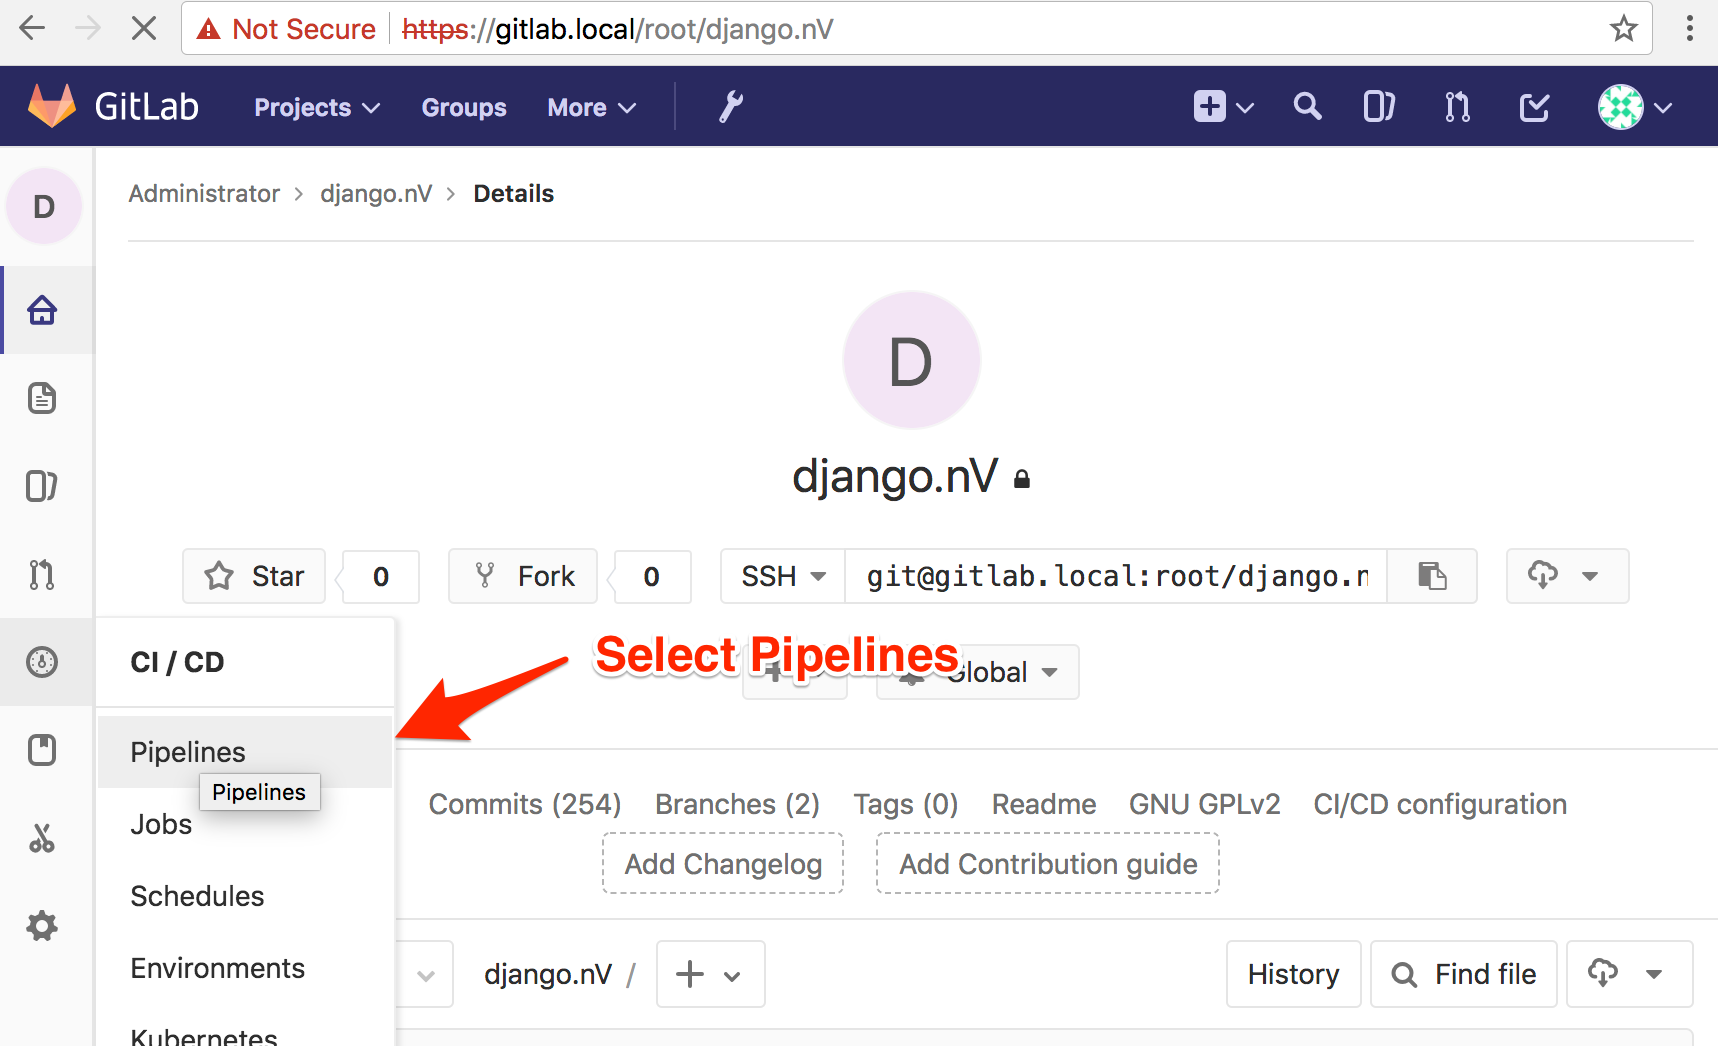 Not Secure https://gitlab.local/root/django.nV
GitLab Projects Groups More
D
Administrator > django.nV > Details
D
django.nV
Star 0 Fork 0 SSH git@gitlab.local:root/django.n
Select Pipelines
Global
CI / CD
Pipelines
Pipelines
Jobs
Schedules
Environments
Kubernetes
Commits (254) Branches (2) Tags (0) Readme GNU GPLv2 CI/CD configuration
Add Changelog Add Contribution guide
django.nV / History Find file